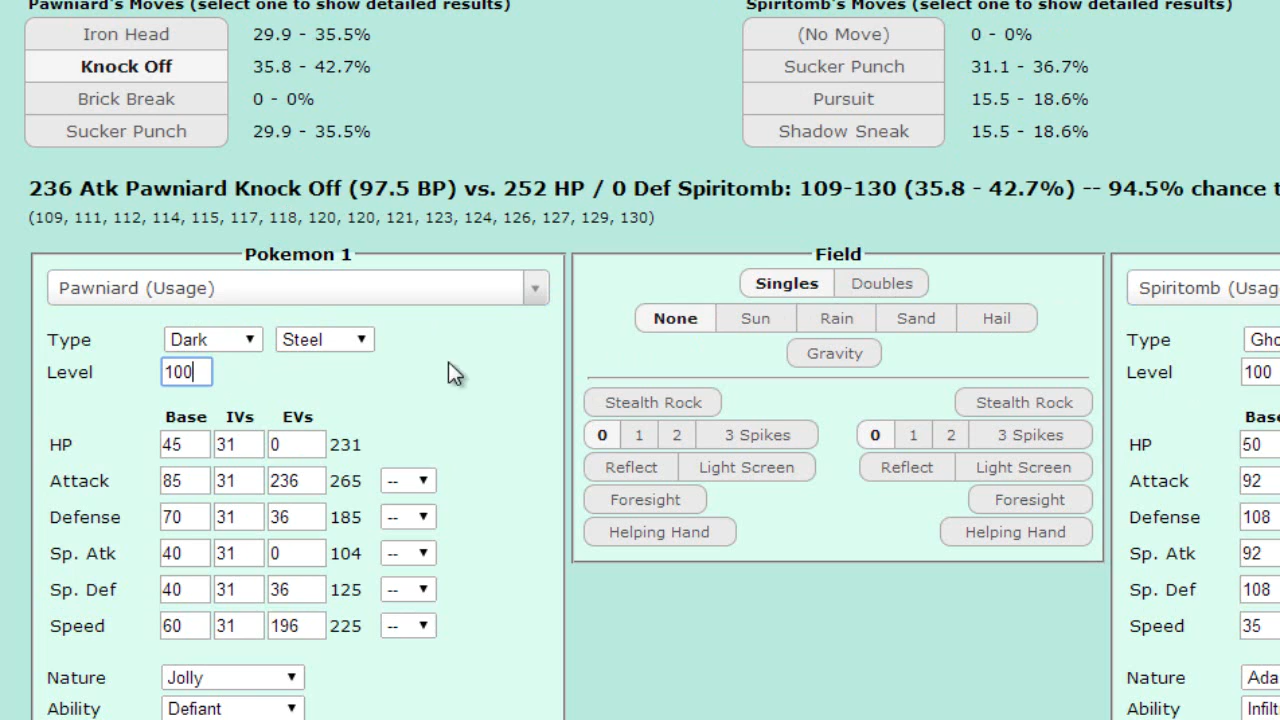 Pawniard's Moves (select one to show detailed results)
Spiritomb's Moves (select one to show detailed results)
Iron Head 29.9 - 35.5%
(No Move) 0 - 0%
Knock Off 35.8 - 42.7%
Sucker Punch 31.1 - 36.7%
Brick Break 0 - 0%
Pursuit 15.5 - 18.6%
Sucker Punch 29.9 - 35.5%
Shadow Sneak 15.5 - 18.6%
236 Atk Pawniard Knock Off (97.5 BP) vs. 252 HP / 0 Def Spiritomb: 109-130 (35.8 - 42.7%) -- 94.5% chance t
(109, 111, 112, 114, 115, 117, 118, 120, 120, 121, 123, 124, 126, 127, 129, 130)
Pokemon 1
Pawniard (Usage)
Type Dark Steel
Level 100
Base IVs EVs
HP 45 31 0 231
Attack 85 31 236 265 --
Defense 70 31 36 185 --
Sp. Atk 40 31 0 104 --
Sp. Def 40 31 36 125 --
Speed 60 31 196 225 --
Nature Jolly
Ability Defiant
Field
Singles Doubles
None Sun Rain Sand Hail
Gravity
Stealth Rock Stealth Rock
0 1 2 3 Spikes 0 1 2 3 Spikes
Reflect Light Screen Reflect Light Screen
Foresight Foresight
Helping Hand Helping Hand
Spiritomb (Usag
Type Gho
Level 100
Base
HP 50
Attack 92
Defense 108
Sp. Atk 92
Sp. Def 108
Speed 35
Nature Ada
Ability Infilt